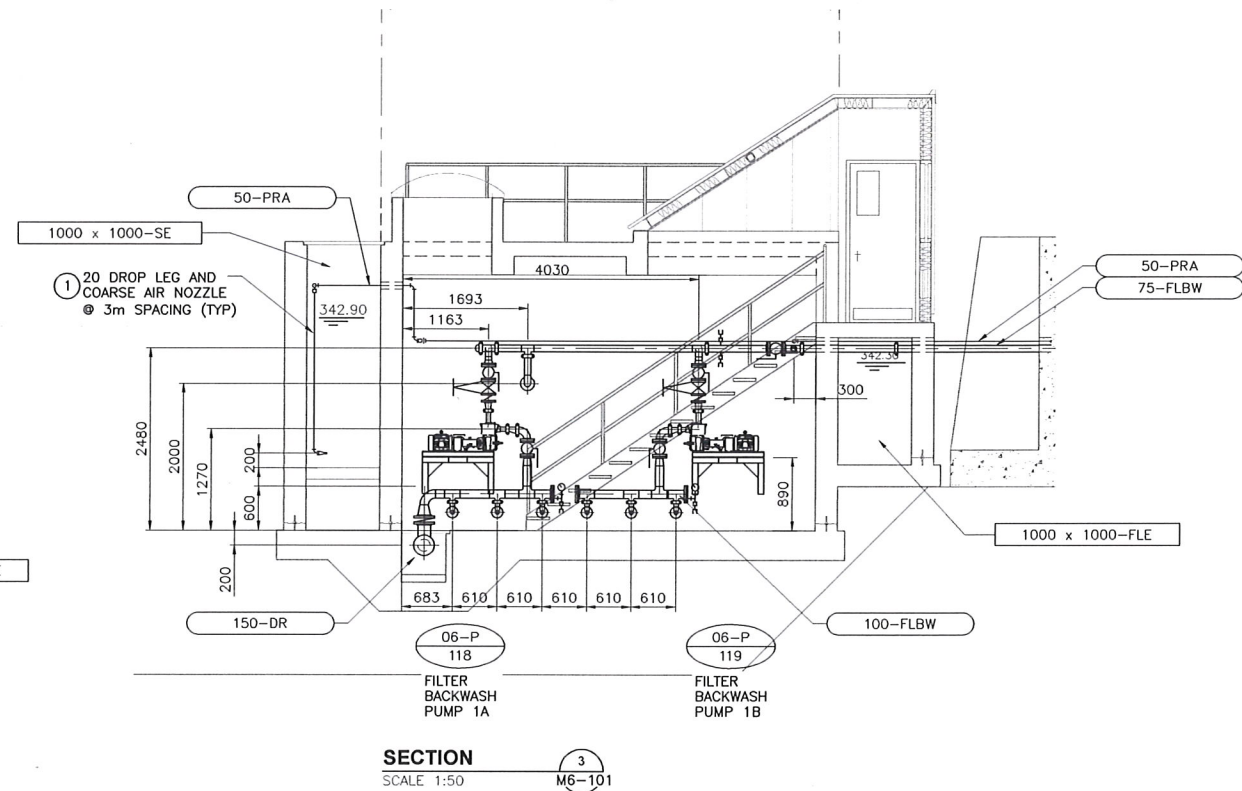 50-PRA
1000 x 1000-SE
1
20 DROP LEG AND
COARSE AIR NOZZLE
@ 3m SPACING (TYP)
342.90
4030
1693
1163
50-PRA
75-FLBW
342.30
300
2480
2000
1270
200
600
890
200
1000 x 1000-FLE
683 610 610 610 610 610
150-DR
100-FLBW
06-P
118
FILTER
BACKWASH
PUMP 1A
06-P
119
FILTER
BACKWASH
PUMP 1B
SECTION
SCALE 1:50
3
M6-101